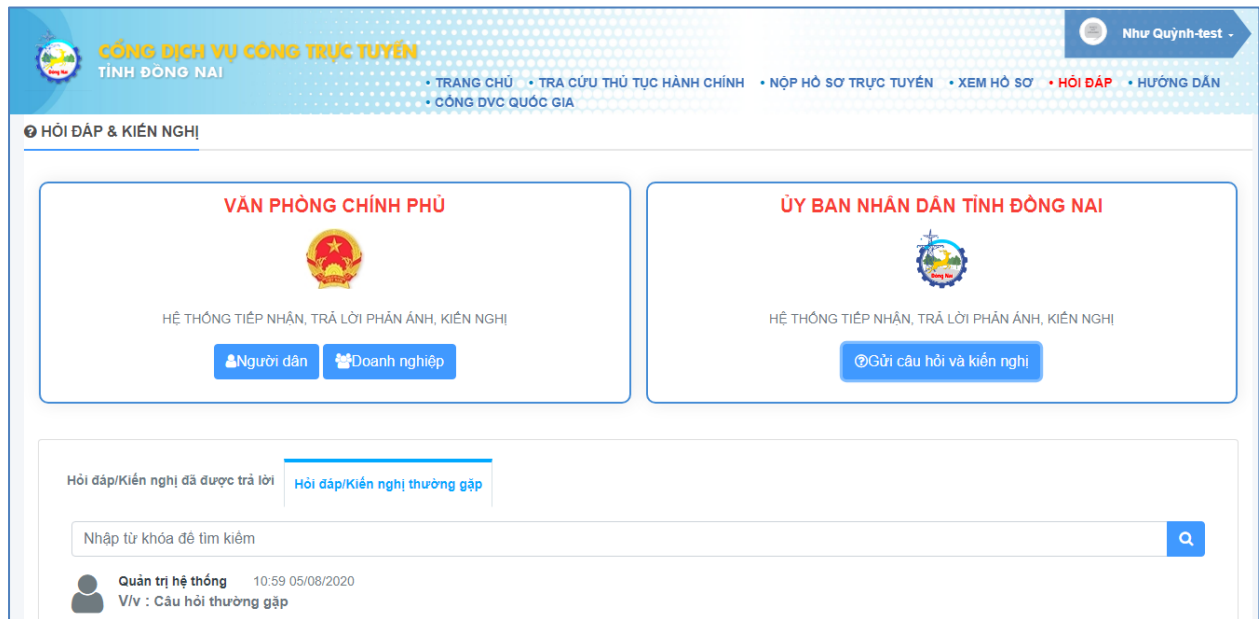 Như Quỳnh-test
CỔNG DỊCH VỤ CÔNG TRỰC TUYẾN
TỈNH ĐỒNG NAI
• TRANG CHỦ • TRA CỨU THỦ TỤC HÀNH CHÍNH • NỘP HỒ SƠ TRỰC TUYẾN • XEM HỒ SƠ • HỎI ĐÁP • HƯỚNG DẪN
• CỔNG DVC QUỐC GIA
HỎI ĐÁP & KIẾN NGHỊ
VĂN PHÒNG CHÍNH PHỦ
HỆ THỐNG TIẾP NHẬN, TRẢ LỜI PHẢN ÁNH, KIẾN NGHỊ
Người dân Doanh nghiệp
ỦY BAN NHÂN DÂN TỈNH ĐỒNG NAI
Đồng Nai
HỆ THỐNG TIẾP NHẬN, TRẢ LỜI PHẢN ÁNH, KIẾN NGHỊ
Gửi câu hỏi và kiến nghị
Hỏi đáp/Kiến nghị đã được trả lời Hỏi đáp/Kiến nghị thường gặp
Nhập từ khóa để tìm kiếm
Quản trị hệ thống 10:59 05/08/2020
V/v : Câu hỏi thường gặp